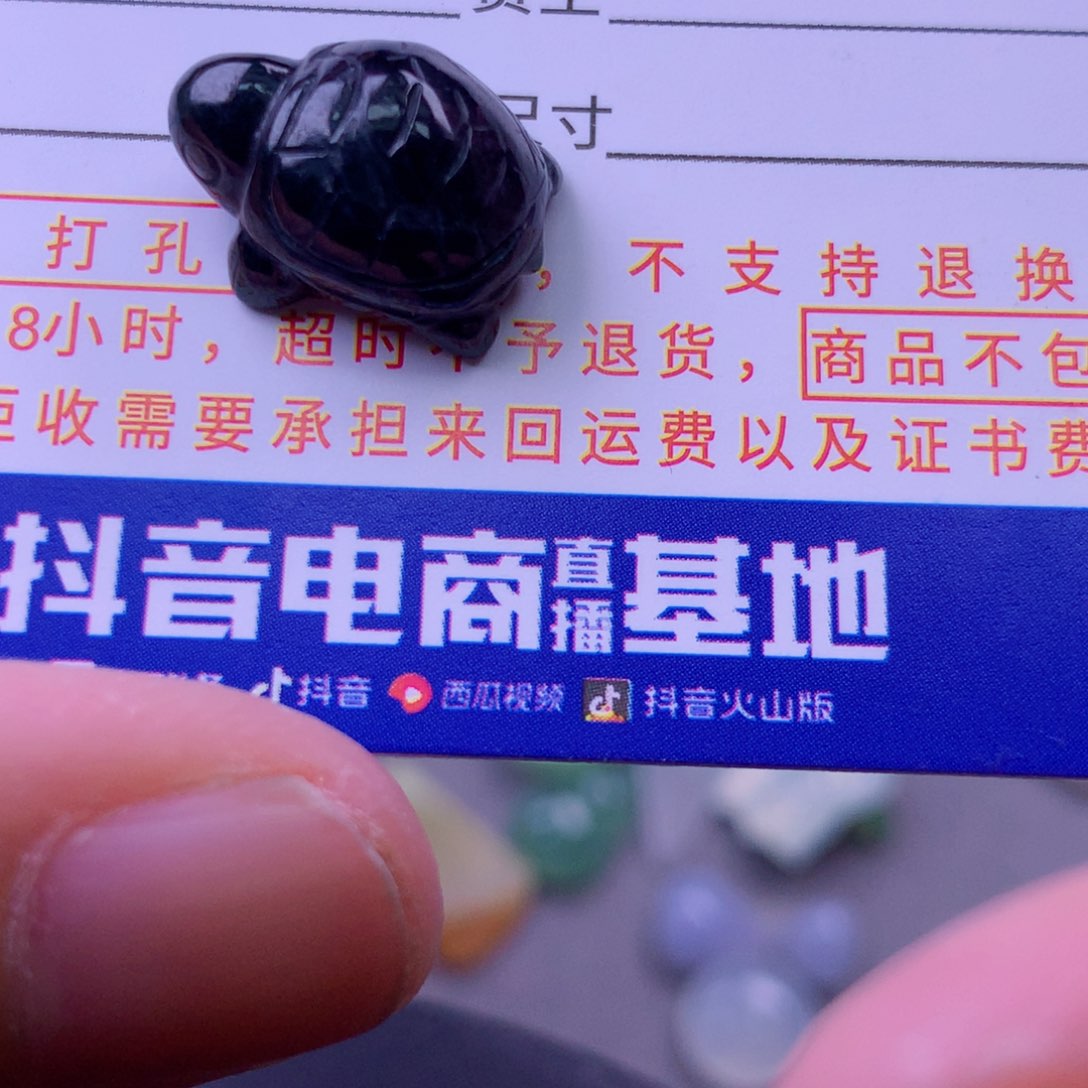 尺寸
打孔，不支持退换
8小时，超时不予退货，商品不包
拒收需要承担来回运费以及证书费
抖音电商直播基地
抖音 西瓜视频 抖音火山版